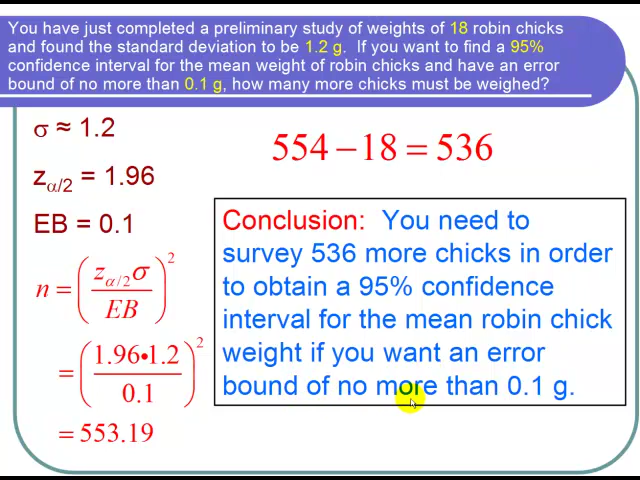 You have just completed a preliminary study of weights of 18 robin chicks
and found the standard deviation to be 1.2 g. If you want to find a 95%
confidence interval for the mean weight of robin chicks and have an error
bound of no more than 0.1 g, how many more chicks must be weighed?
σ ≈ 1.2
zα/2 = 1.96
EB = 0.1
n = (zα/2σ / EB)²
= (1.96•1.2 / 0.1)²
= 553.19
554 − 18 = 536
Conclusion: You need to
survey 536 more chicks in order
to obtain a 95% confidence
interval for the mean robin chick
weight if you want an error
bound of no more than 0.1 g.